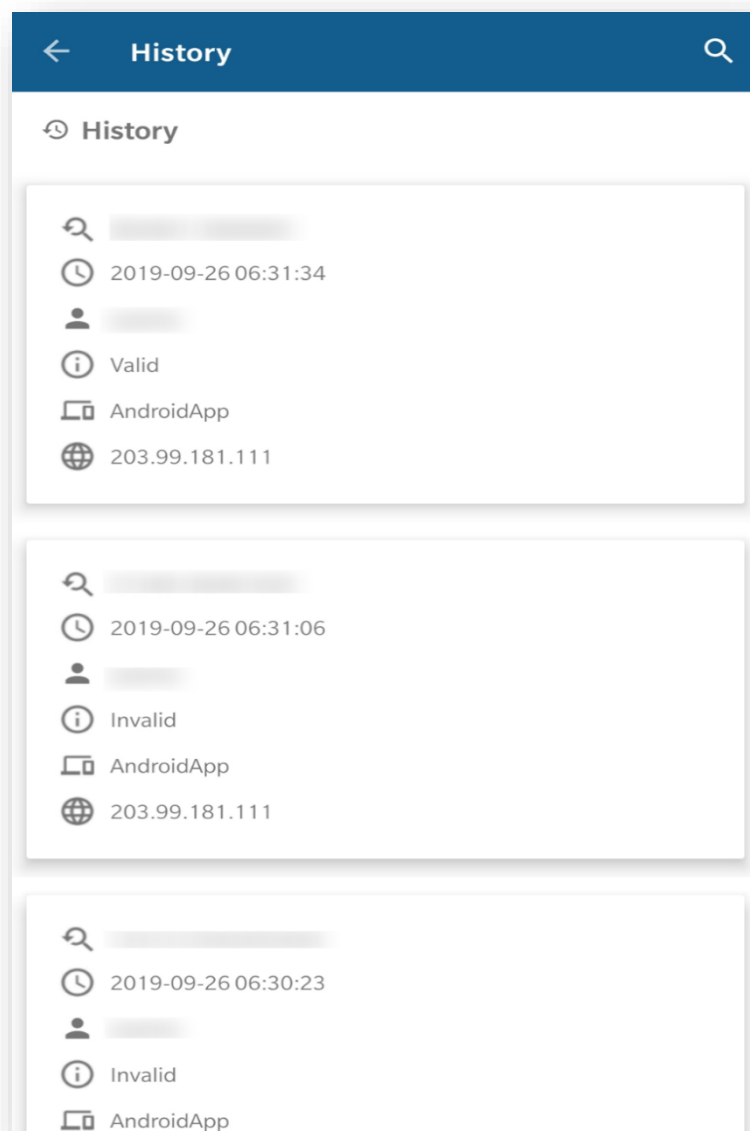 History
History
2019-09-26 06:31:34
Valid
AndroidApp
203.99.181.111
2019-09-26 06:31:06
Invalid
AndroidApp
203.99.181.111
2019-09-26 06:30:23
Invalid
AndroidApp